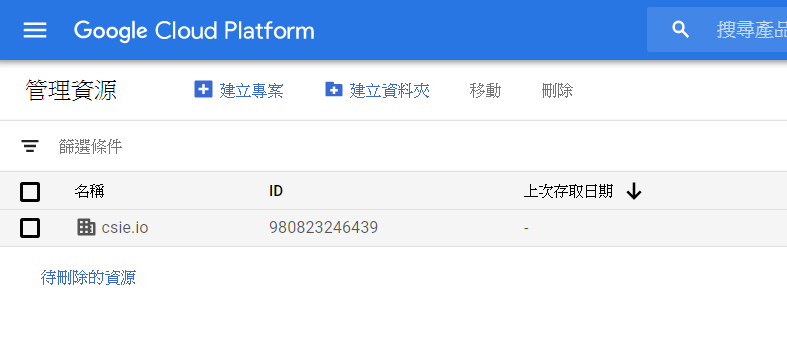 Google Cloud Platform 搜尋產品
管理資源 建立專案 建立資料夾 移動 刪除
篩選條件
名稱 ID 上次存取日期
csie.io 980823246439 -
待刪除的資源